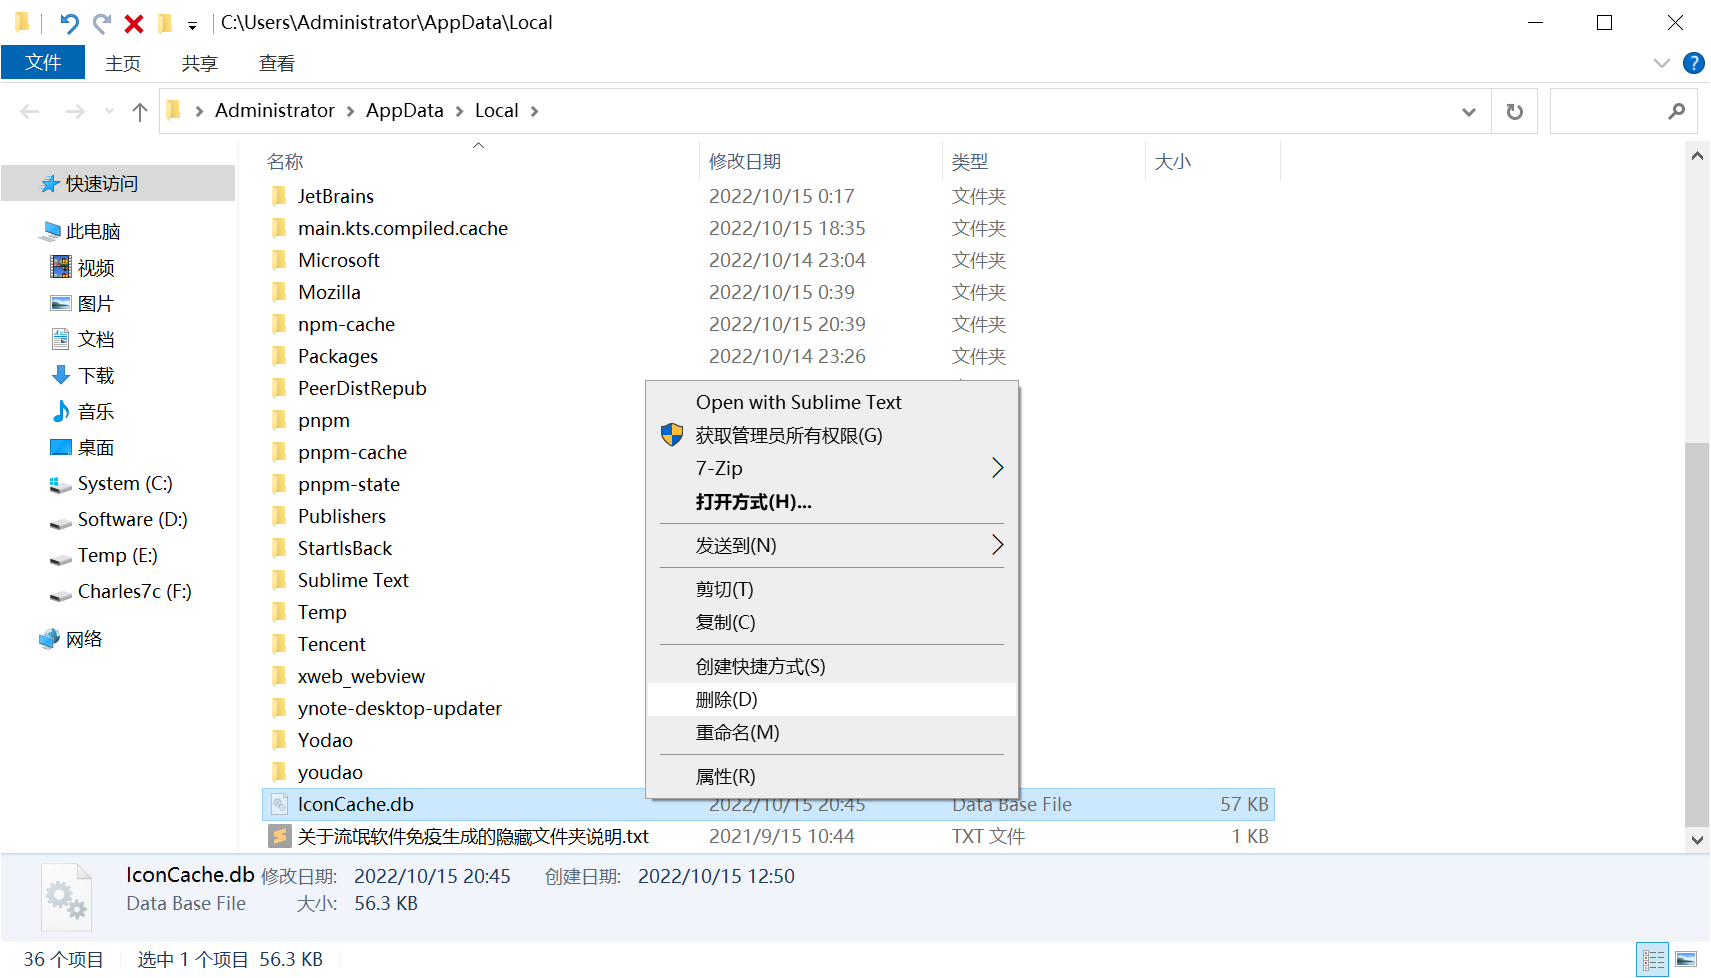 C:\Users\Administrator\AppData\Local
文件 主页 共享 查看
Administrator AppData Local
名称 修改日期 类型 大小
快速访问
此电脑
视频
图片
文档
下载
音乐
桌面
System (C:)
Software (D:)
Temp (E:)
Charles7c (F:)
网络
JetBrains 2022/10/15 0:17 文件夹
main.kts.compiled.cache 2022/10/15 18:35 文件夹
Microsoft 2022/10/14 23:04 文件夹
Mozilla 2022/10/15 0:39 文件夹
npm-cache 2022/10/15 20:39 文件夹
Packages 2022/10/14 23:26 文件夹
PeerDistRepub
pnpm
pnpm-cache
pnpm-state
Publishers
StartIsBack
Sublime Text
Temp
Tencent
xweb_webview
ynote-desktop-updater
Yodao
youdao
IconCache.db 2022/10/15 20:45 Data Base File 57 KB
关于流氓软件免疫生成的隐藏文件夹说明.txt 2021/9/15 10:44 TXT 文件 1 KB
Open with Sublime Text
获取管理员所有权限(G)
7-Zip
打开方式(H)...
发送到(N)
剪切(T)
复制(C)
创建快捷方式(S)
删除(D)
重命名(M)
属性(R)
IconCache.db 修改日期: 2022/10/15 20:45 创建日期: 2022/10/15 12:50
Data Base File 大小: 56.3 KB
36 个项目 选中 1 个项目 56.3 KB